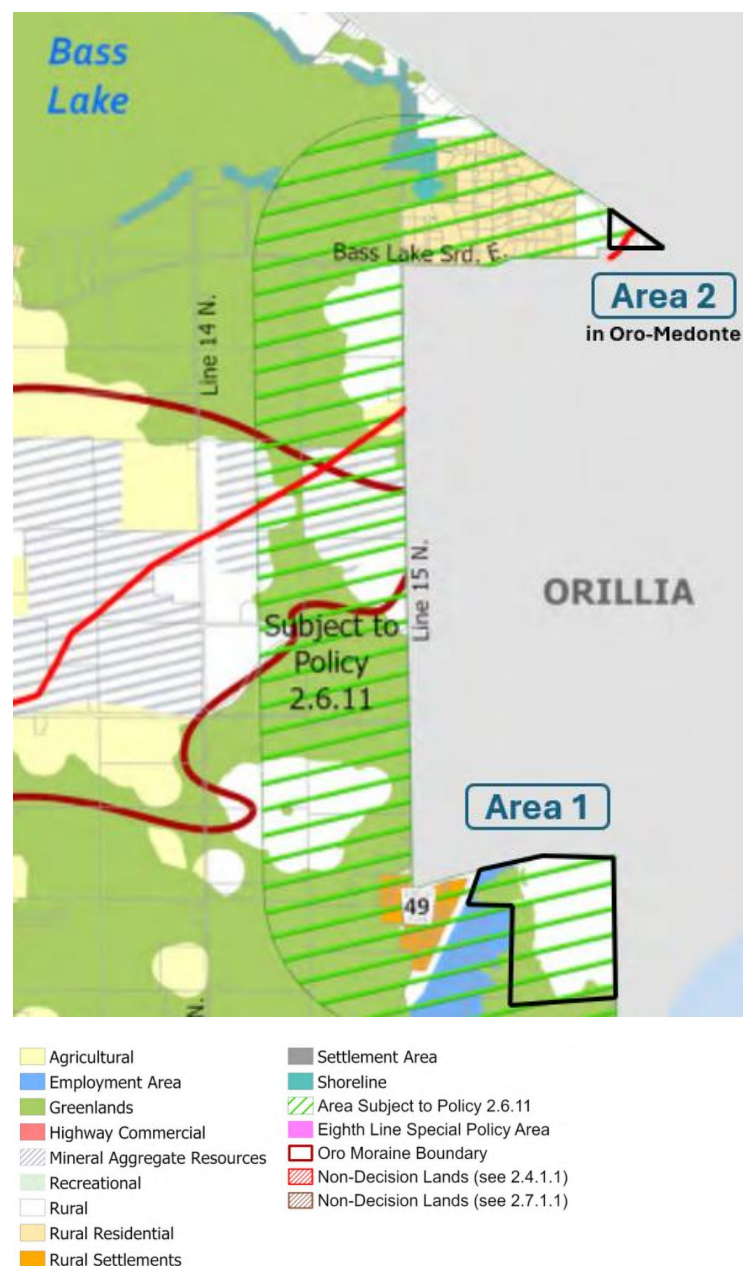 Bass
Lake
Bass Lake Srd. E.
Area 2
in Oro-Medonte
Line 14 N.
Line 15 N.
ORILLIA
Subject to
Policy
2.6.11
Area 1
49
N.
Agricultural
Employment Area
Greenlands
Highway Commercial
Mineral Aggregate Resources
Recreational
Rural
Rural Residential
Rural Settlements
Settlement Area
Shoreline
Area Subject to Policy 2.6.11
Eighth Line Special Policy Area
Oro Moraine Boundary
Non-Decision Lands (see 2.4.1.1)
Non-Decision Lands (see 2.7.1.1)